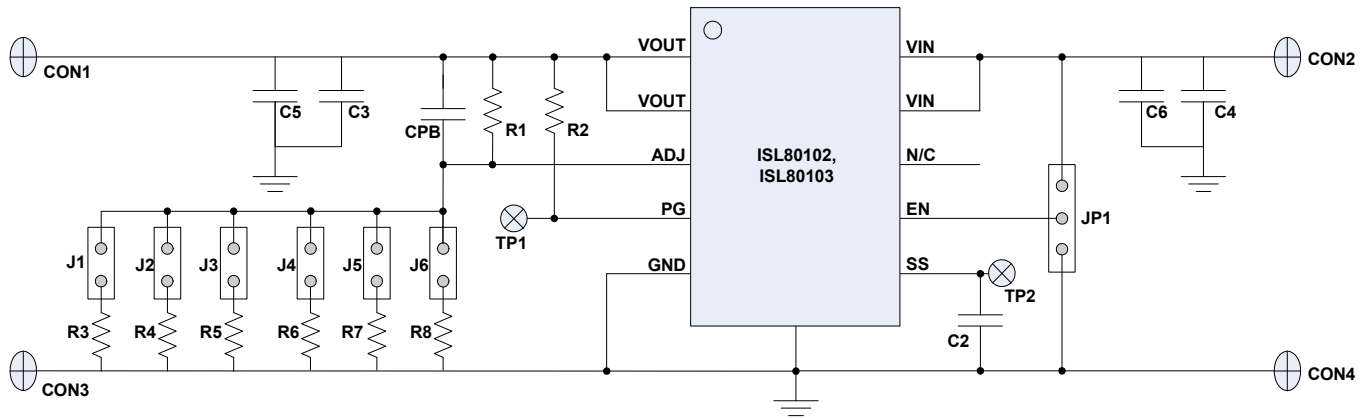 VOUT
VIN
CON1
CON2
C5
C3
CPB
R1
R2
VOUT
VIN
C6
C4
ADJ
ISL80102,
ISL80103
N/C
PG
EN
JP1
TP1
J1
J2
J3
J4
J5
J6
GND
SS
TP2
R3
R4
R5
R6
R7
R8
C2
CON3
CON4